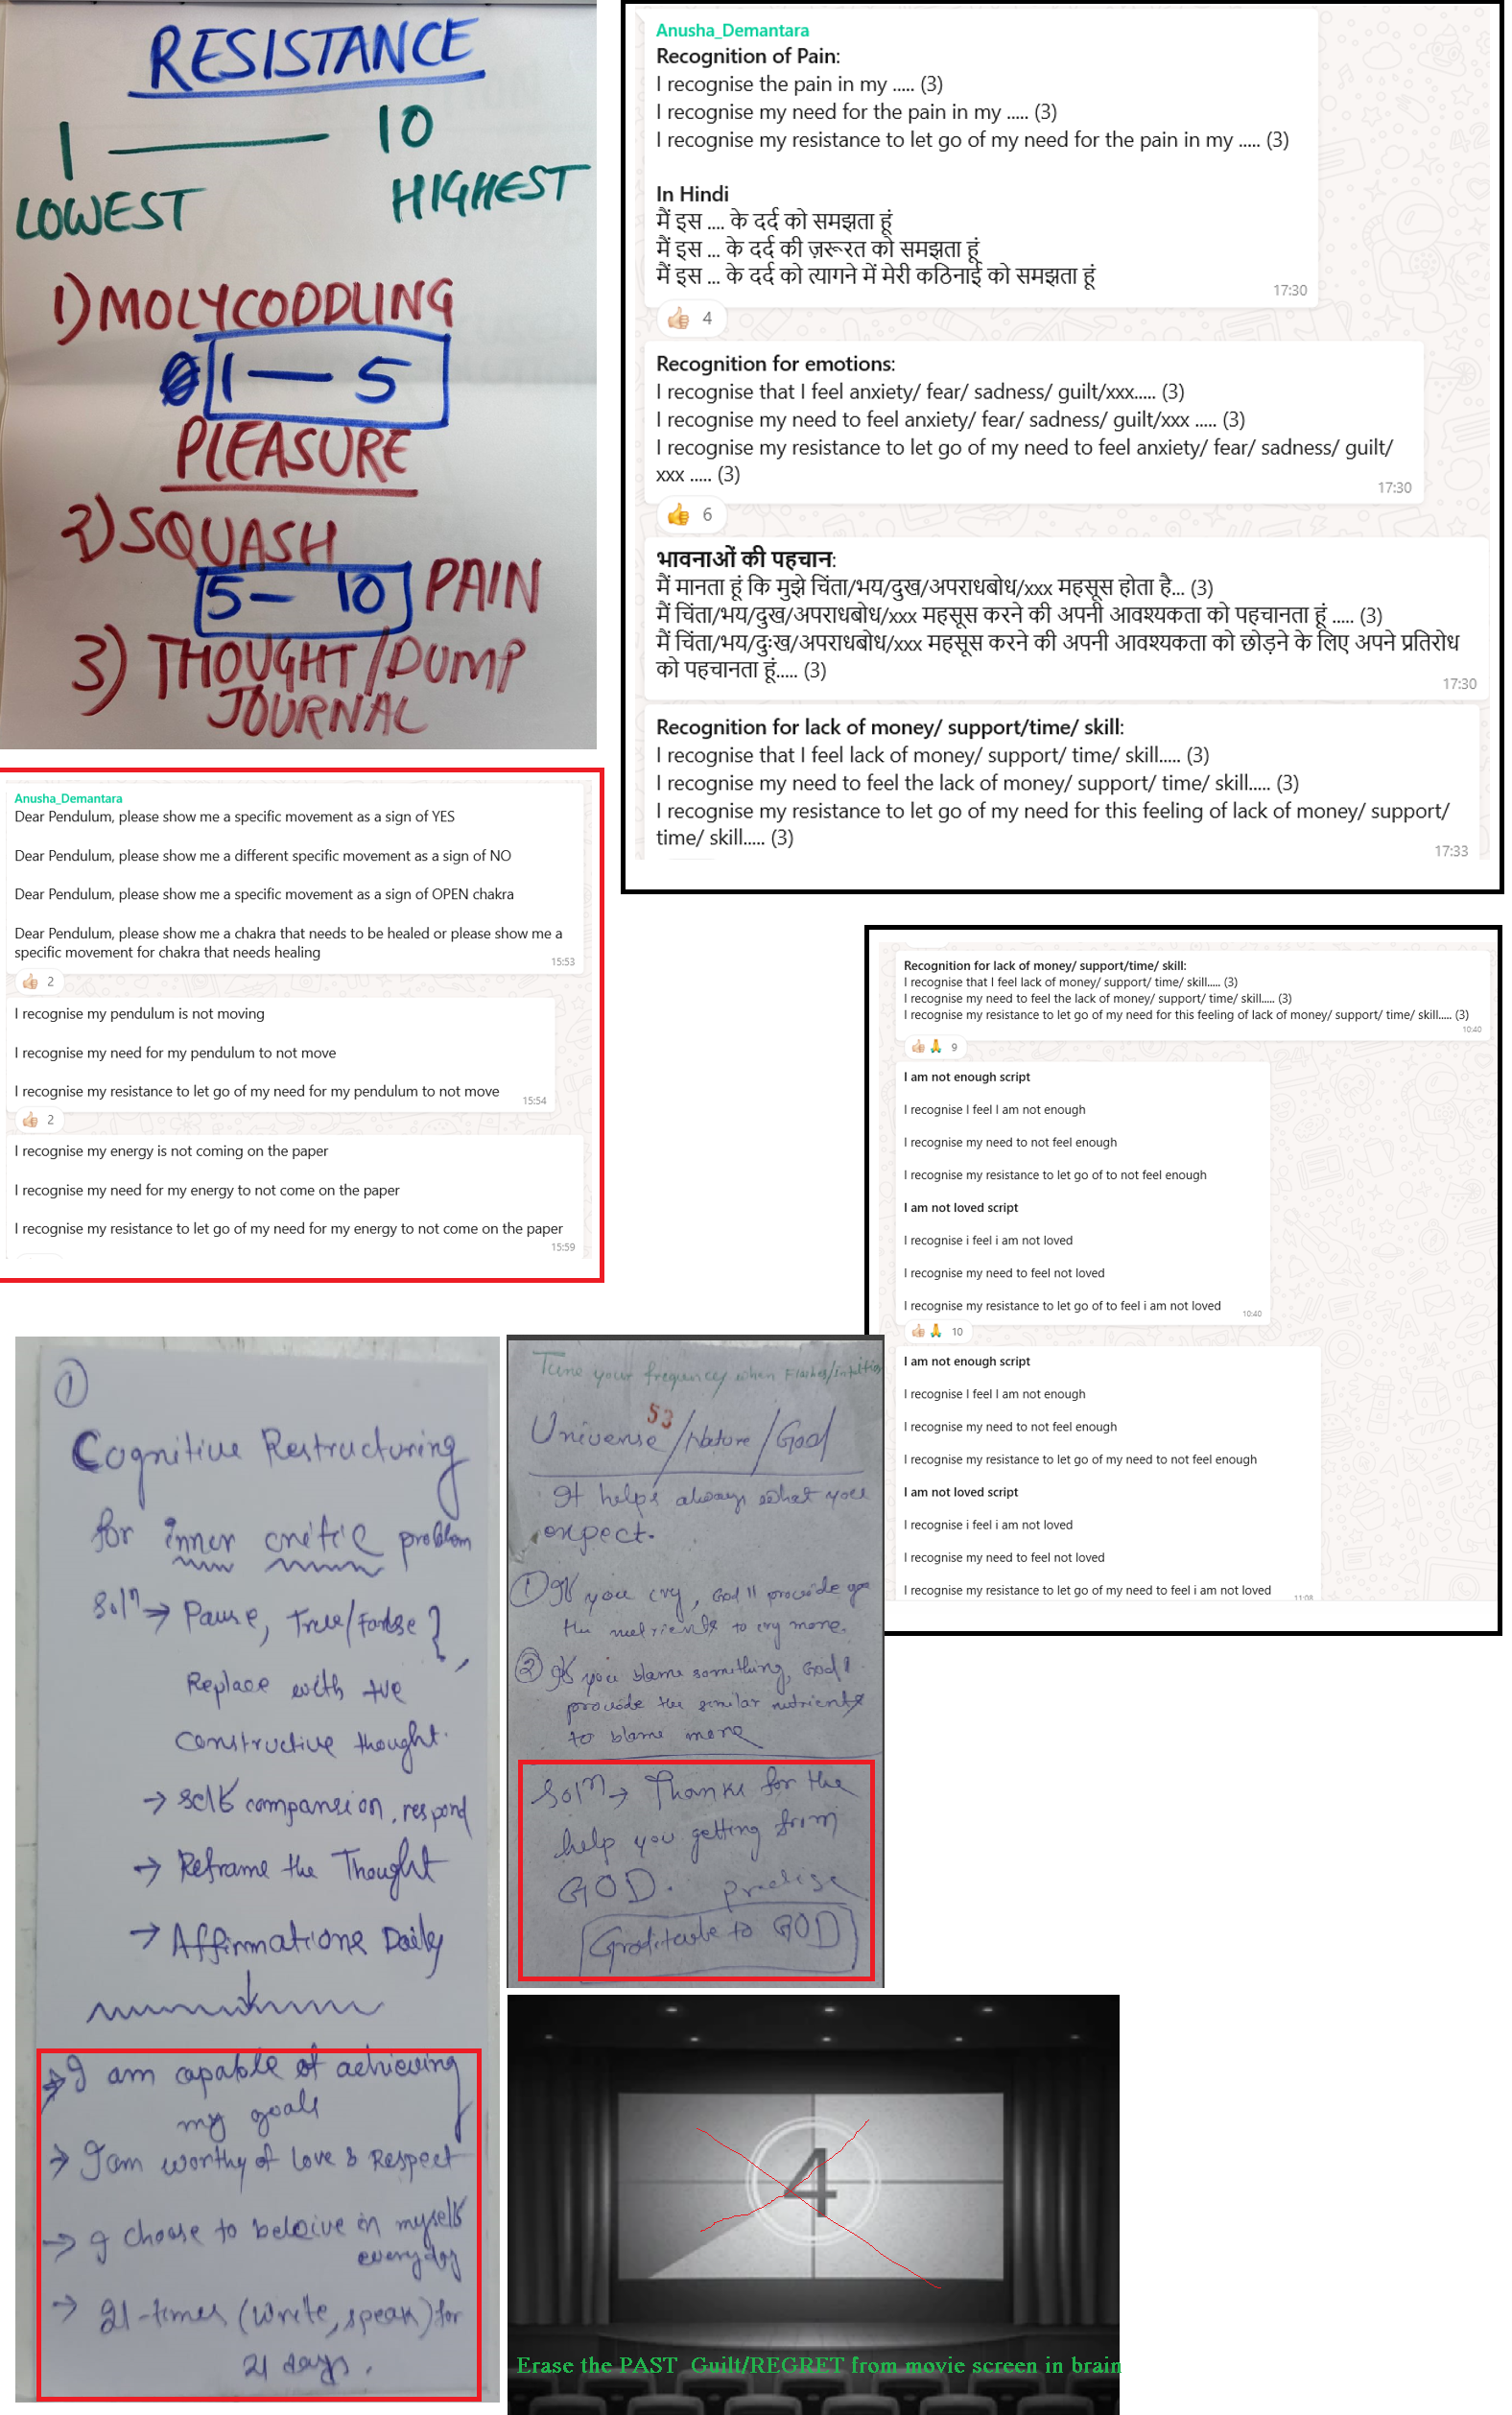 RESISTANCE
1 — 10
LOWEST
HIGHEST
1) MOLYCODDLING
1 — 5
PLEASURE
2) SQUASH
5 — 10 PAIN
3) THOUGHT/DUMP
JOURNAL
Anusha_Demantara
Recognition of Pain:
I recognise the pain in my ..... (3)
I recognise my need for the pain in my ..... (3)
I recognise my resistance to let go of my need for the pain in my ..... (3)
In Hindi
मैं इस .... के दर्द को समझता हूं
मैं इस ... के दर्द की ज़रूरत को समझता हूं
मैं इस ... के दर्द को त्यागने में मेरी कठिनाई को समझता हूं
17:30
👍🏻 4
Recognition for emotions:
I recognise that I feel anxiety/ fear/ sadness/ guilt/xxx..... (3)
I recognise my need to feel anxiety/ fear/ sadness/ guilt/xxx ..... (3)
I recognise my resistance to let go of my need to feel anxiety/ fear/ sadness/ guilt/
xxx ..... (3)
17:30
👍 6
भावनाओं की पहचान:
मैं मानता हूं कि मुझे चिंता/भय/दुख/अपराधबोध/xxx महसूस होता है... (3)
मैं चिंता/भय/दुख/अपराधबोध/xxx महसूस करने की अपनी आवश्यकता को पहचानता हूं ..... (3)
मैं चिंता/भय/दुःख/अपराधबोध/xxx महसूस करने की अपनी आवश्यकता को छोड़ने के लिए अपने प्रतिरोध
को पहचानता हूं..... (3)
17:30
Recognition for lack of money/ support/time/ skill:
I recognise that I feel lack of money/ support/ time/ skill..... (3)
I recognise my need to feel the lack of money/ support/ time/ skill..... (3)
I recognise my resistance to let go of my need for this feeling of lack of money/ support/
time/ skill..... (3)
17:33
Anusha_Demantara
Dear Pendulum, please show me a specific movement as a sign of YES
Dear Pendulum, please show me a different specific movement as a sign of NO
Dear Pendulum, please show me a specific movement as a sign of OPEN chakra
Dear Pendulum, please show me a chakra that needs to be healed or please show me a
specific movement for chakra that needs healing
15:53
👍🏻 2
I recognise my pendulum is not moving
I recognise my need for my pendulum to not move
I recognise my resistance to let go of my need for my pendulum to not move
15:54
👍🏻 2
I recognise my energy is not coming on the paper
I recognise my need for my energy to not come on the paper
I recognise my resistance to let go of my need for my energy to not come on the paper
15:59
Recognition for lack of money/ support/time/ skill:
I recognise that I feel lack of money/ support/ time/ skill..... (3)
I recognise my need to feel the lack of money/ support/ time/ skill..... (3)
I recognise my resistance to let go of my need for this feeling of lack of money/ support/ time/ skill..... (3)
10:40
👍🏻🙏 9
I am not enough script
I recognise I feel I am not enough
I recognise my need to not feel enough
I recognise my resistance to let go of to not feel enough
I am not loved script
I recognise i feel i am not loved
I recognise my need to feel not loved
I recognise my resistance to let go of to feel i am not loved
10:40
👍🏻🙏 10
I am not enough script
I recognise I feel I am not enough
I recognise my need to not feel enough
I recognise my resistance to let go of my need to not feel enough
I am not loved script
I recognise i feel i am not loved
I recognise my need to feel not loved
I recognise my resistance to let go of my need to feel i am not loved
11:08
1
Cognitive Restructuring
for inner critic problem
Solⁿ → Pause, True/False },
Replace with +ve
constructive thought.
→ self compansion, respond
→ Reframe the Thought
→ Affirmations Daily
→ I am capable of achieving
my goals
→ I am worthy of love & Respect
→ I choose to beleive in myself
everyday
→ 21-times (write, speak) for
21 days.
Tune your frequency when Flashes/Intuition
53
Universe/Nature/God
It helps always what you
expect.
① If you cry, God ll provide you
the nutrients to cry more.
② If you blame something, God ll
provide the similar nutrients
to blame more
Solⁿ → Thanks for the
help you getting from
GOD. practise
Gratitude to GOD
4
Erase the PAST Guilt/REGRET from movie screen in brain